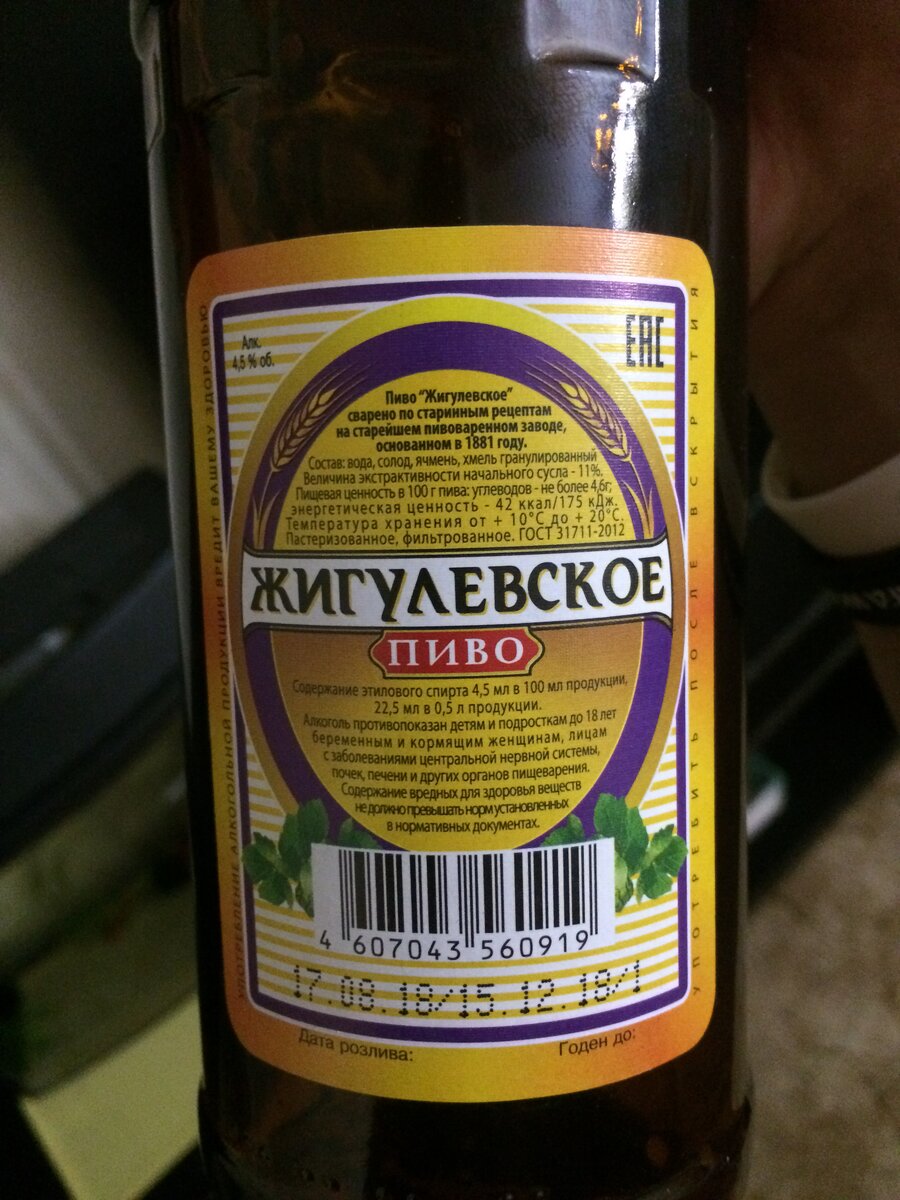 Алк.
4,5 % об.
EAC
Пиво "Жигулевское"
сварено по старинным рецептам
на старейшем пивоваренном заводе,
основанном в 1881 году.
Состав: вода, солод, ячмень, хмель гранулированный
Величина экстрактивности начального сусла - 11%.
Пищевая ценность в 100 г пива: углеводов - не более 4,6г;
энергетическая ценность - 42 ккал/175 кДж.
Температура хранения от + 10°С до + 20°С.
Пастеризованное, фильтрованное. ГОСТ 31711-2012
ЖИГУЛЕВСКОЕ
ПИВО
Содержание этилового спирта 4,5 мл в 100 мл продукции,
22,5 мл в 0,5 л продукции.
Алкоголь противопоказан детям и подросткам до 18 лет
беременным и кормящим женщинам, лицам
с заболеваниями центральной нервной системы,
почек, печени и других органов пищеварения.
Содержание вредных для здоровья веществ
не должно превышать норм установленных
в нормативных документах.
4 607043 560919
17.08.18/15.12.18/1
Дата розлива: Годен до:
УПОТРЕБЛЕНИЕ АЛКОГОЛЬНОЙ ПРОДУКЦИИ ВРЕДИТ ВАШЕМУ ЗДОРОВЬЮ
УПОТРЕБИТЬ ПОСЛЕ ВСКРЫТИЯ